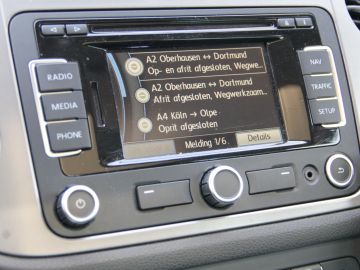 A2 Oberhausen ↔ Dortmund
Op- en afrit afgesloten, Wegwe..
A2 Oberhausen ↔ Dortmund
Afrit afgesloten, Wegwerkzaam..
A4 Köln → Olpe
Oprit afgesloten
Melding 1/6
Details
RADIO
MEDIA
PHONE
NAV
TRAFFIC
SETUP